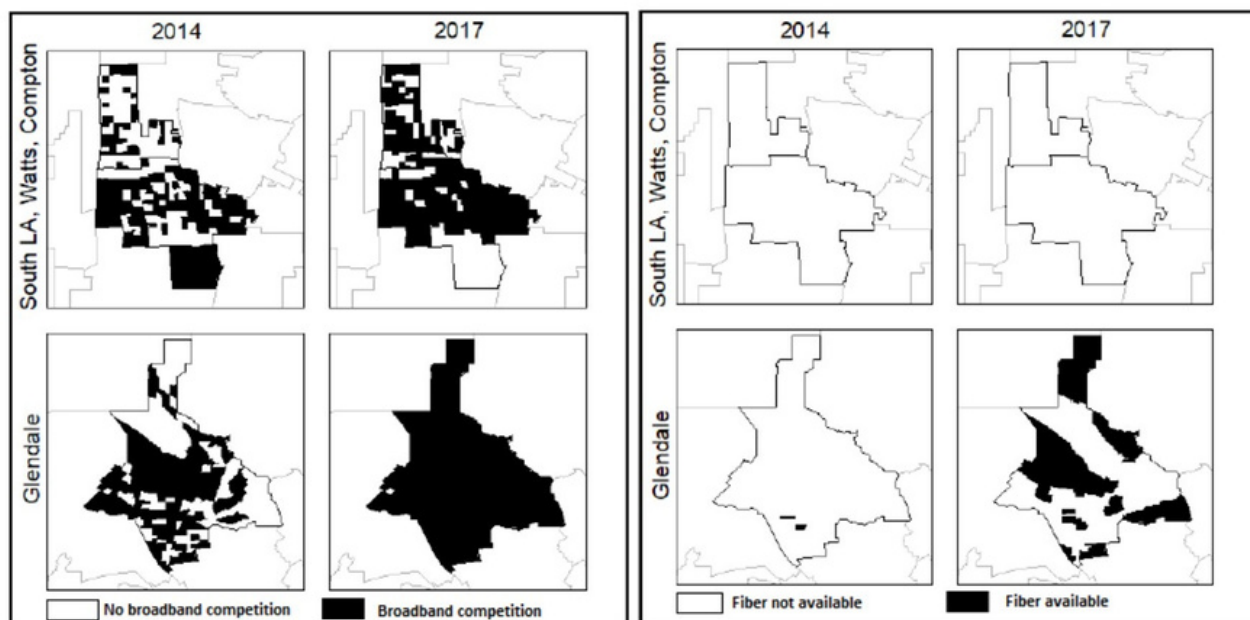 2014
2017
South LA, Watts, Compton
Glendale
No broadband competition
Broadband competition
2014
2017
South LA, Watts, Compton
Glendale
Fiber not available
Fiber available